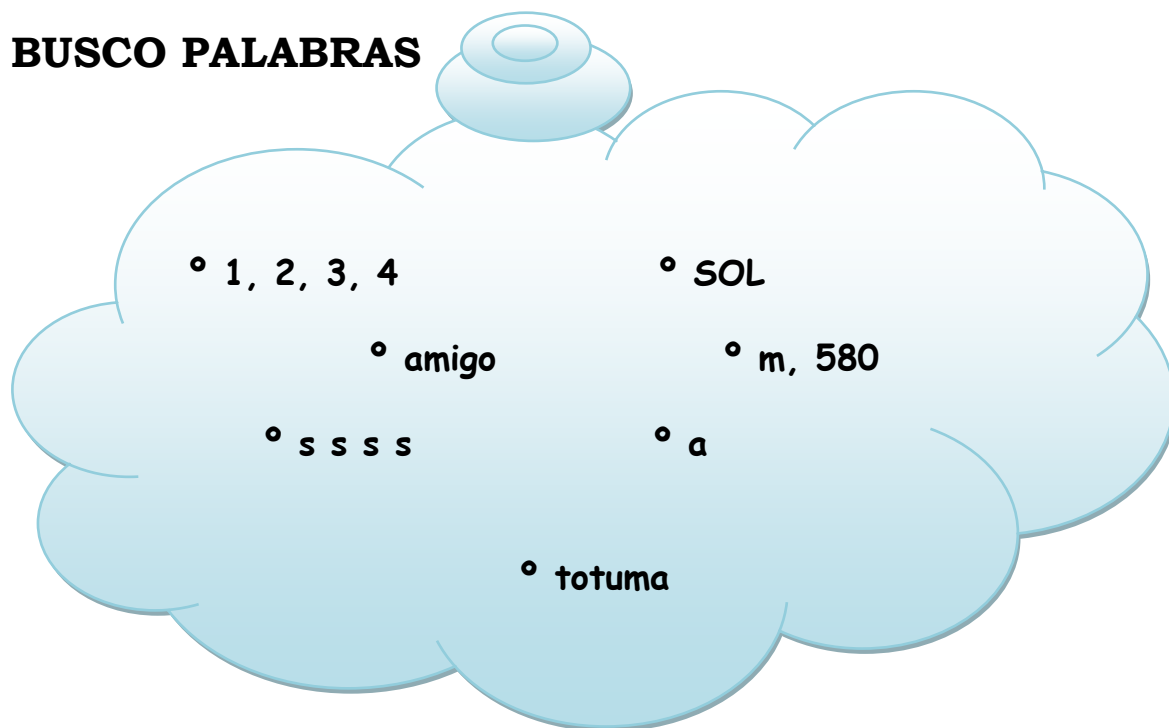 BUSCO PALABRAS
° 1, 2, 3, 4 ° SOL
° amigo ° m, 580
° s s s s ° a
° totuma